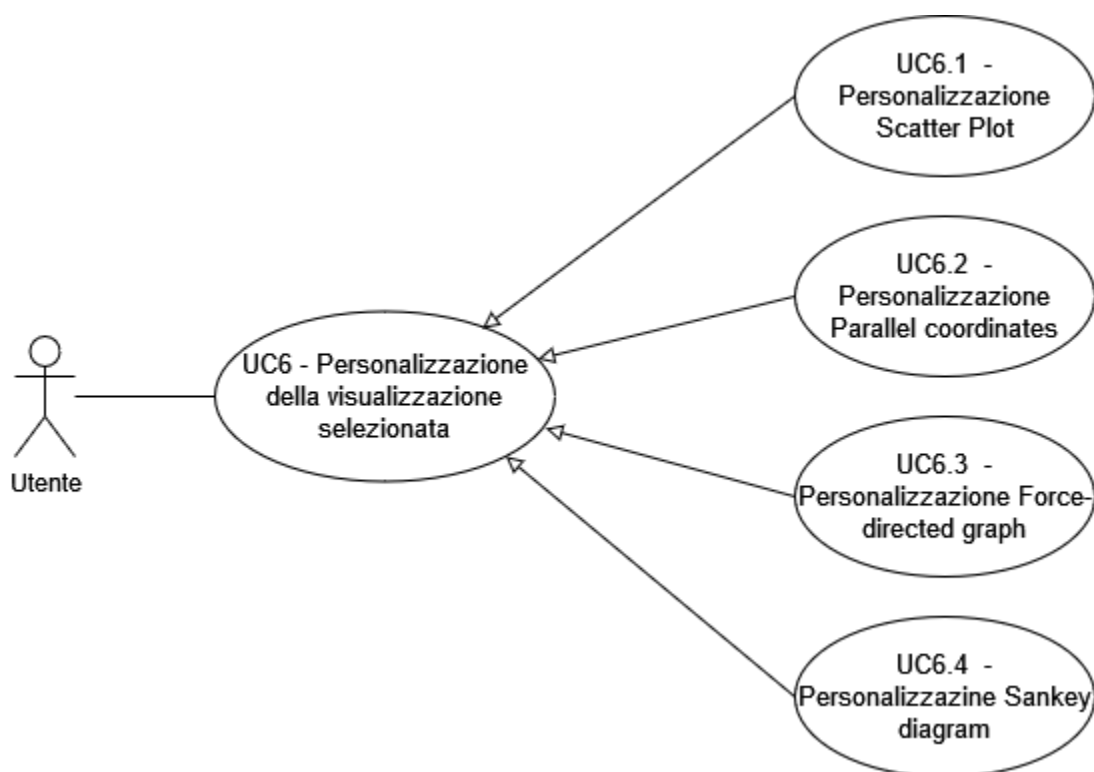 UC6.1 -
Personalizzazione
Scatter Plot
UC6.2 -
Personalizzazione
Parallel coordinates
UC6 - Personalizzazione
della visualizzazione
selezionata
Utente
UC6.3 -
Personalizzazione Force-
directed graph
UC6.4 -
Personalizzazine Sankey
diagram